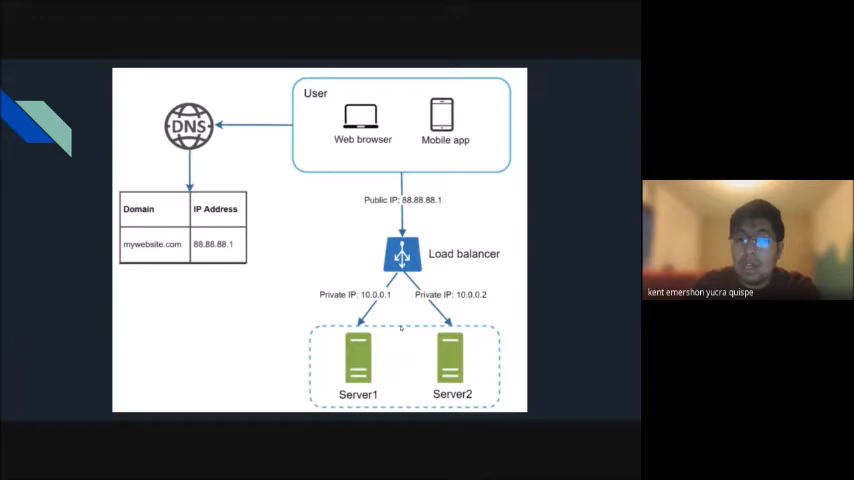 User
DNS
Web browser
Mobile app
Public IP: 88.88.88.1
Domain
IP Address
mywebsite.com
88.88.88.1
Load balancer
Private IP: 10.0.0.1
Private IP: 10.0.0.2
Server1
Server2
kent emershon yucra quispe